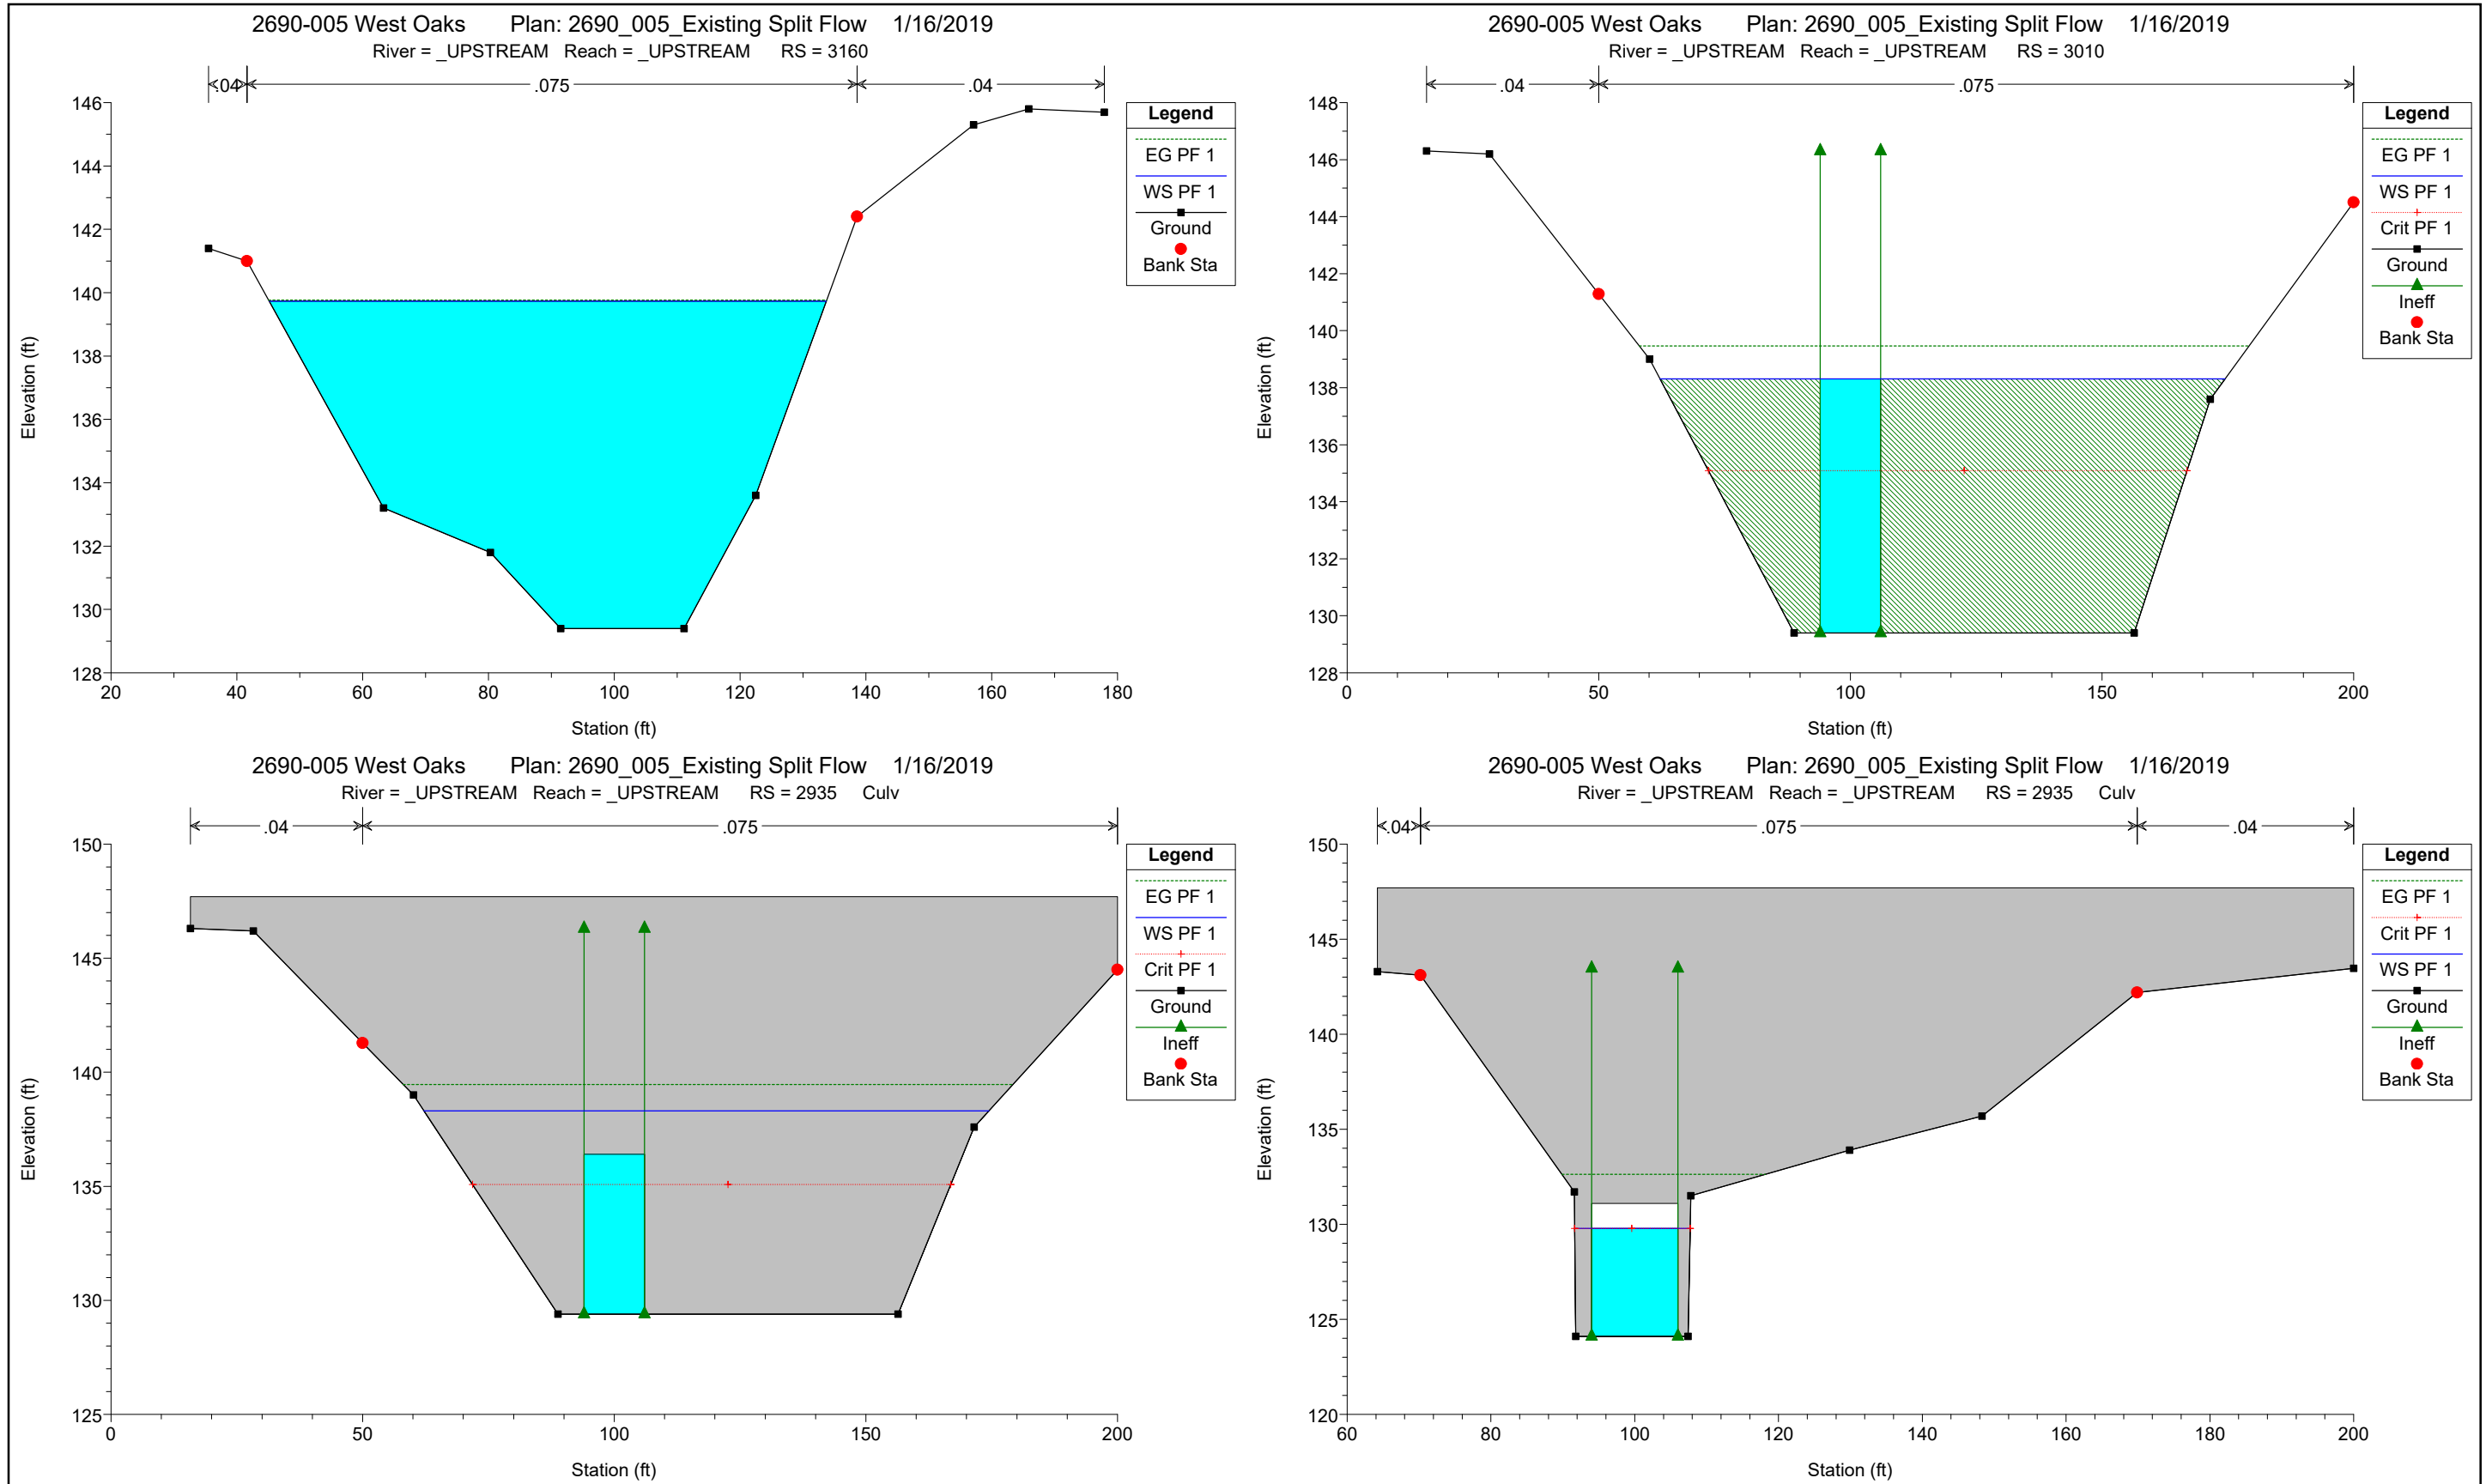 2690-005 West Oaks Plan: 2690_005_Existing Split Flow 1/16/2019
River = _UPSTREAM Reach = _UPSTREAM RS = 3160
.04
.075
.04
146
144
142
140
138
136
134
132
130
128
Elevation (ft)
20
40
60
80
100
120
140
160
180
Station (ft)
Legend
EG PF 1
WS PF 1
Ground
Bank Sta
2690-005 West Oaks Plan: 2690_005_Existing Split Flow 1/16/2019
River = _UPSTREAM Reach = _UPSTREAM RS = 3010
.04
.075
148
146
144
142
140
138
136
134
132
130
128
Elevation (ft)
0
50
100
150
200
Station (ft)
Legend
EG PF 1
WS PF 1
Crit PF 1
Ground
Ineff
Bank Sta
2690-005 West Oaks Plan: 2690_005_Existing Split Flow 1/16/2019
River = _UPSTREAM Reach = _UPSTREAM RS = 2935 Culv
.04
.075
150
145
140
135
130
125
Elevation (ft)
0
50
100
150
200
Station (ft)
Legend
EG PF 1
WS PF 1
Crit PF 1
Ground
Ineff
Bank Sta
2690-005 West Oaks Plan: 2690_005_Existing Split Flow 1/16/2019
River = _UPSTREAM Reach = _UPSTREAM RS = 2935 Culv
.04
.075
.04
150
145
140
135
130
125
120
Elevation (ft)
60
80
100
120
140
160
180
200
Station (ft)
Legend
EG PF 1
Crit PF 1
WS PF 1
Ground
Ineff
Bank Sta